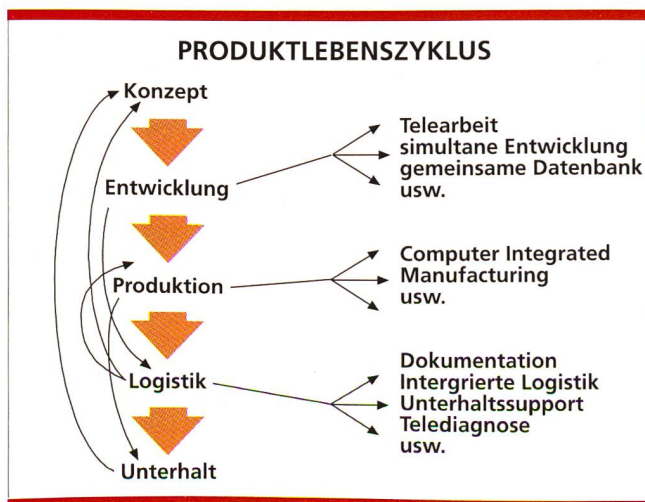 PRODUKTLEBENSZYKLUS
Konzept
Entwicklung
Telearbeit
simultane Entwicklung
gemeinsame Datenbank
usw.
Produktion
Computer Integrated
Manufacturing
usw.
Logistik
Dokumentation
Intergrierte Logistik
Unterhaltssupport
Telediagnose
usw.
Unterhalt